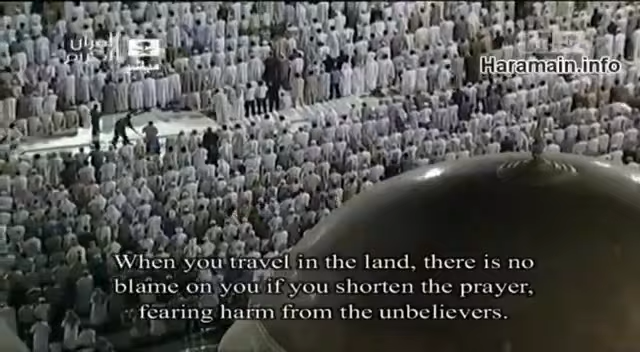 Haramain.info
When you travel in the land, there is no
blame on you if you shorten the prayer,
fearing harm from the unbelievers.